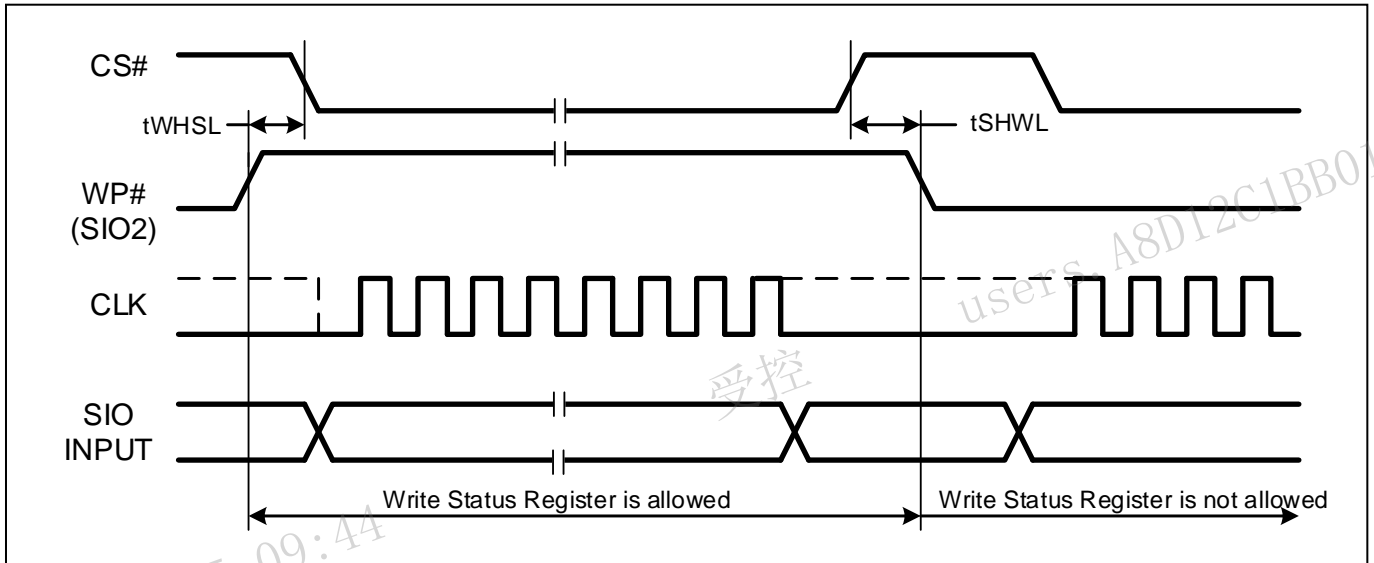 CS#
tWHSL
tSHWL
WP#
(SIO2)
users.A8D12C1BB01
CLK
受控
SIO
INPUT
Write Status Register is allowed
Write Status Register is not allowed
09:44